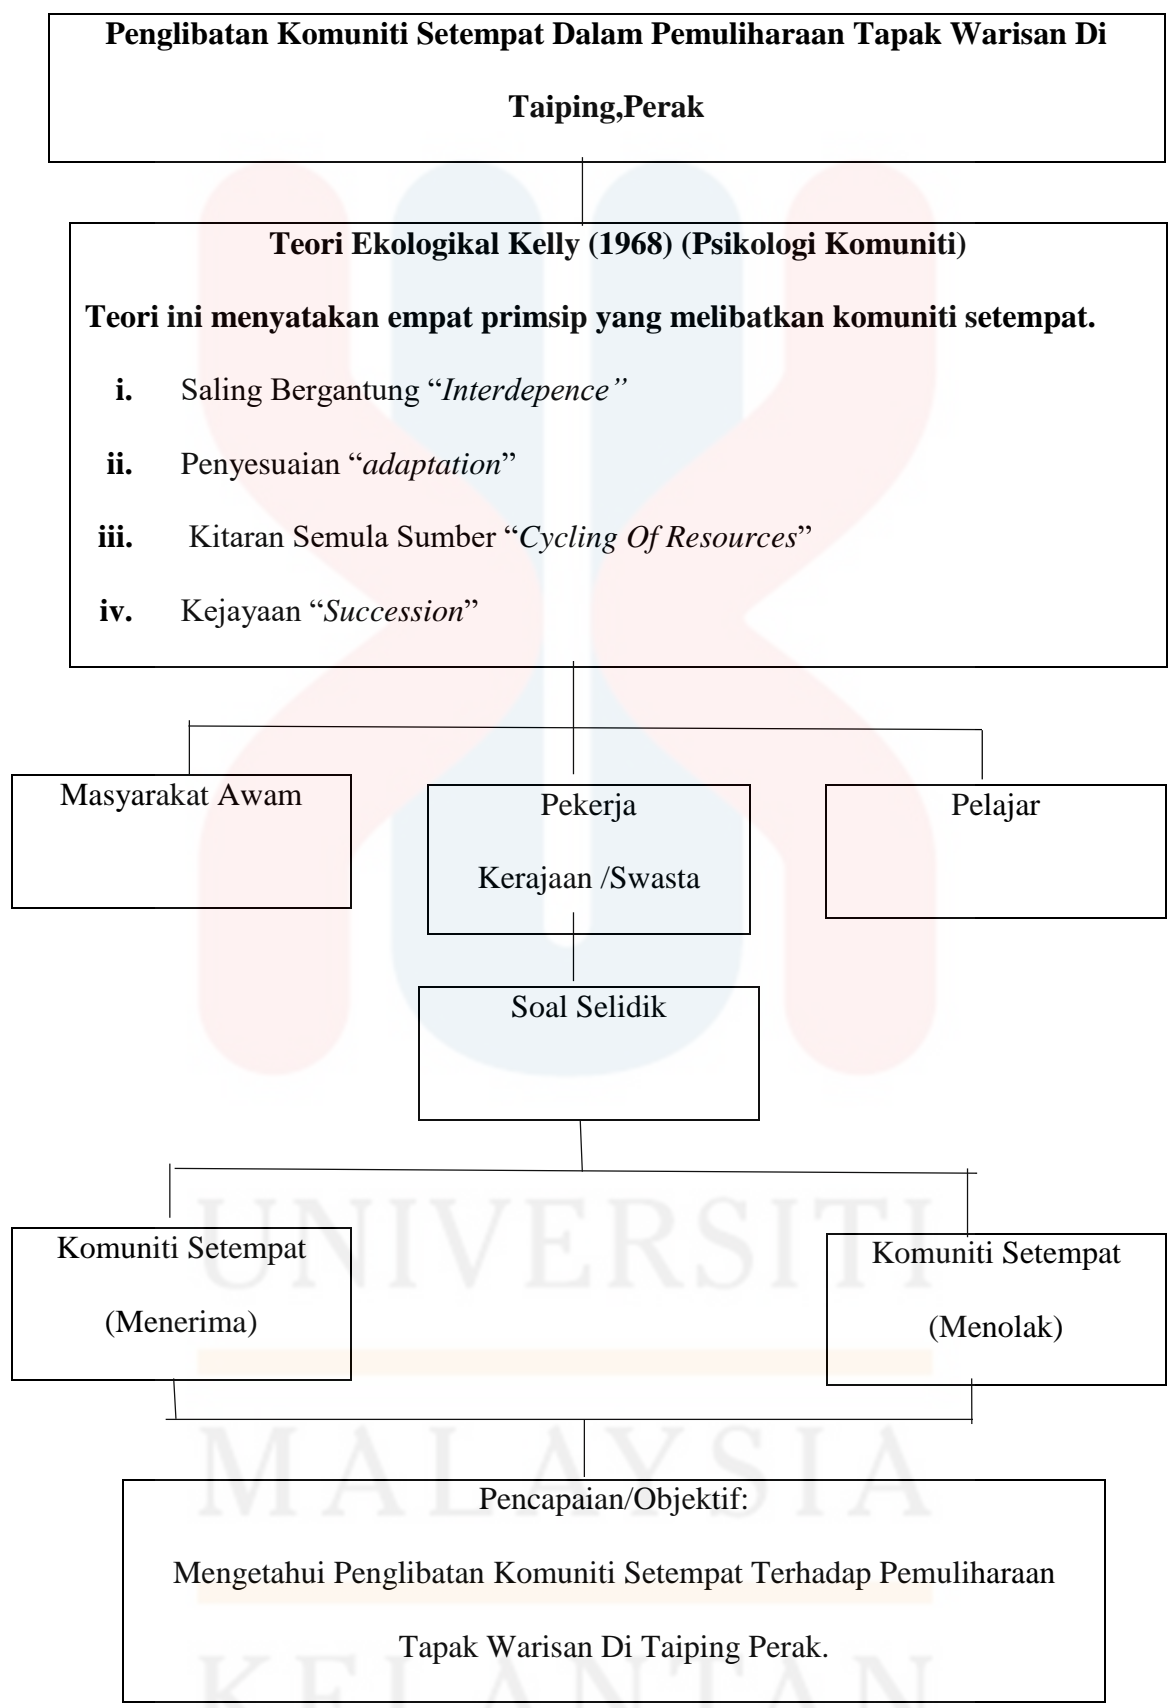 Penglibatan Komuniti Setempat Dalam Pemuliharaan Tapak Warisan Di
Taiping,Perak
Teori Ekologikal Kelly (1968) (Psikologi Komuniti)
Teori ini menyatakan empat primsip yang melibatkan komuniti setempat.
i. Saling Bergantung “Interdepence”
ii. Penyesuaian “adaptation”
iii. Kitaran Semula Sumber “Cycling Of Resources”
iv. Kejayaan “Succession”
Masyarakat Awam
Pekerja
Kerajaan /Swasta
Pelajar
Soal Selidik
Komuniti Setempat
(Menerima)
Komuniti Setempat
(Menolak)
Pencapaian/Objektif:
Mengetahui Penglibatan Komuniti Setempat Terhadap Pemuliharaan
Tapak Warisan Di Taiping Perak.
UNIVERSITI
MALAYSIA
KELANTAN